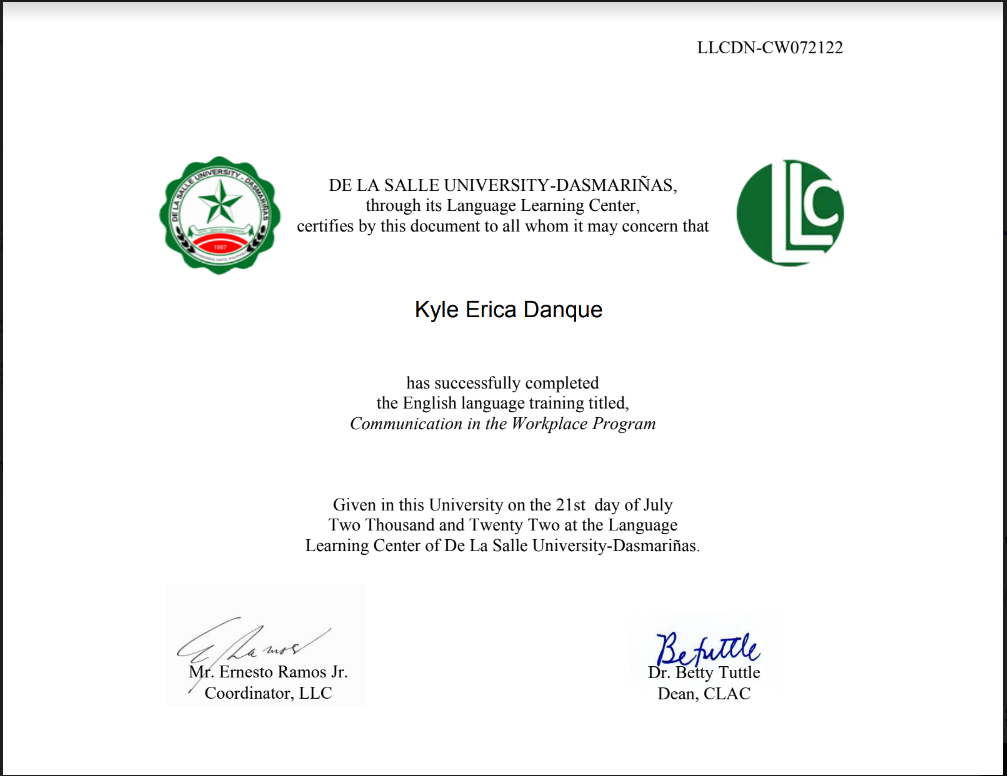 LLCDN-CW072122
DE LA SALLE UNIVERSITY - DASMARIÑAS
1987
DE LA SALLE UNIVERSITY-DASMARIÑAS,
through its Language Learning Center,
certifies by this document to all whom it may concern that
LLC
Kyle Erica Danque
has successfully completed
the English language training titled,
Communication in the Workplace Program
Given in this University on the 21st  day of July
Two Thousand and Twenty Two at the Language
Learning Center of De La Salle University-Dasmariñas.
Mr. Ernesto Ramos Jr.
Coordinator, LLC
Betuttle
Dr. Betty Tuttle
Dean, CLAC